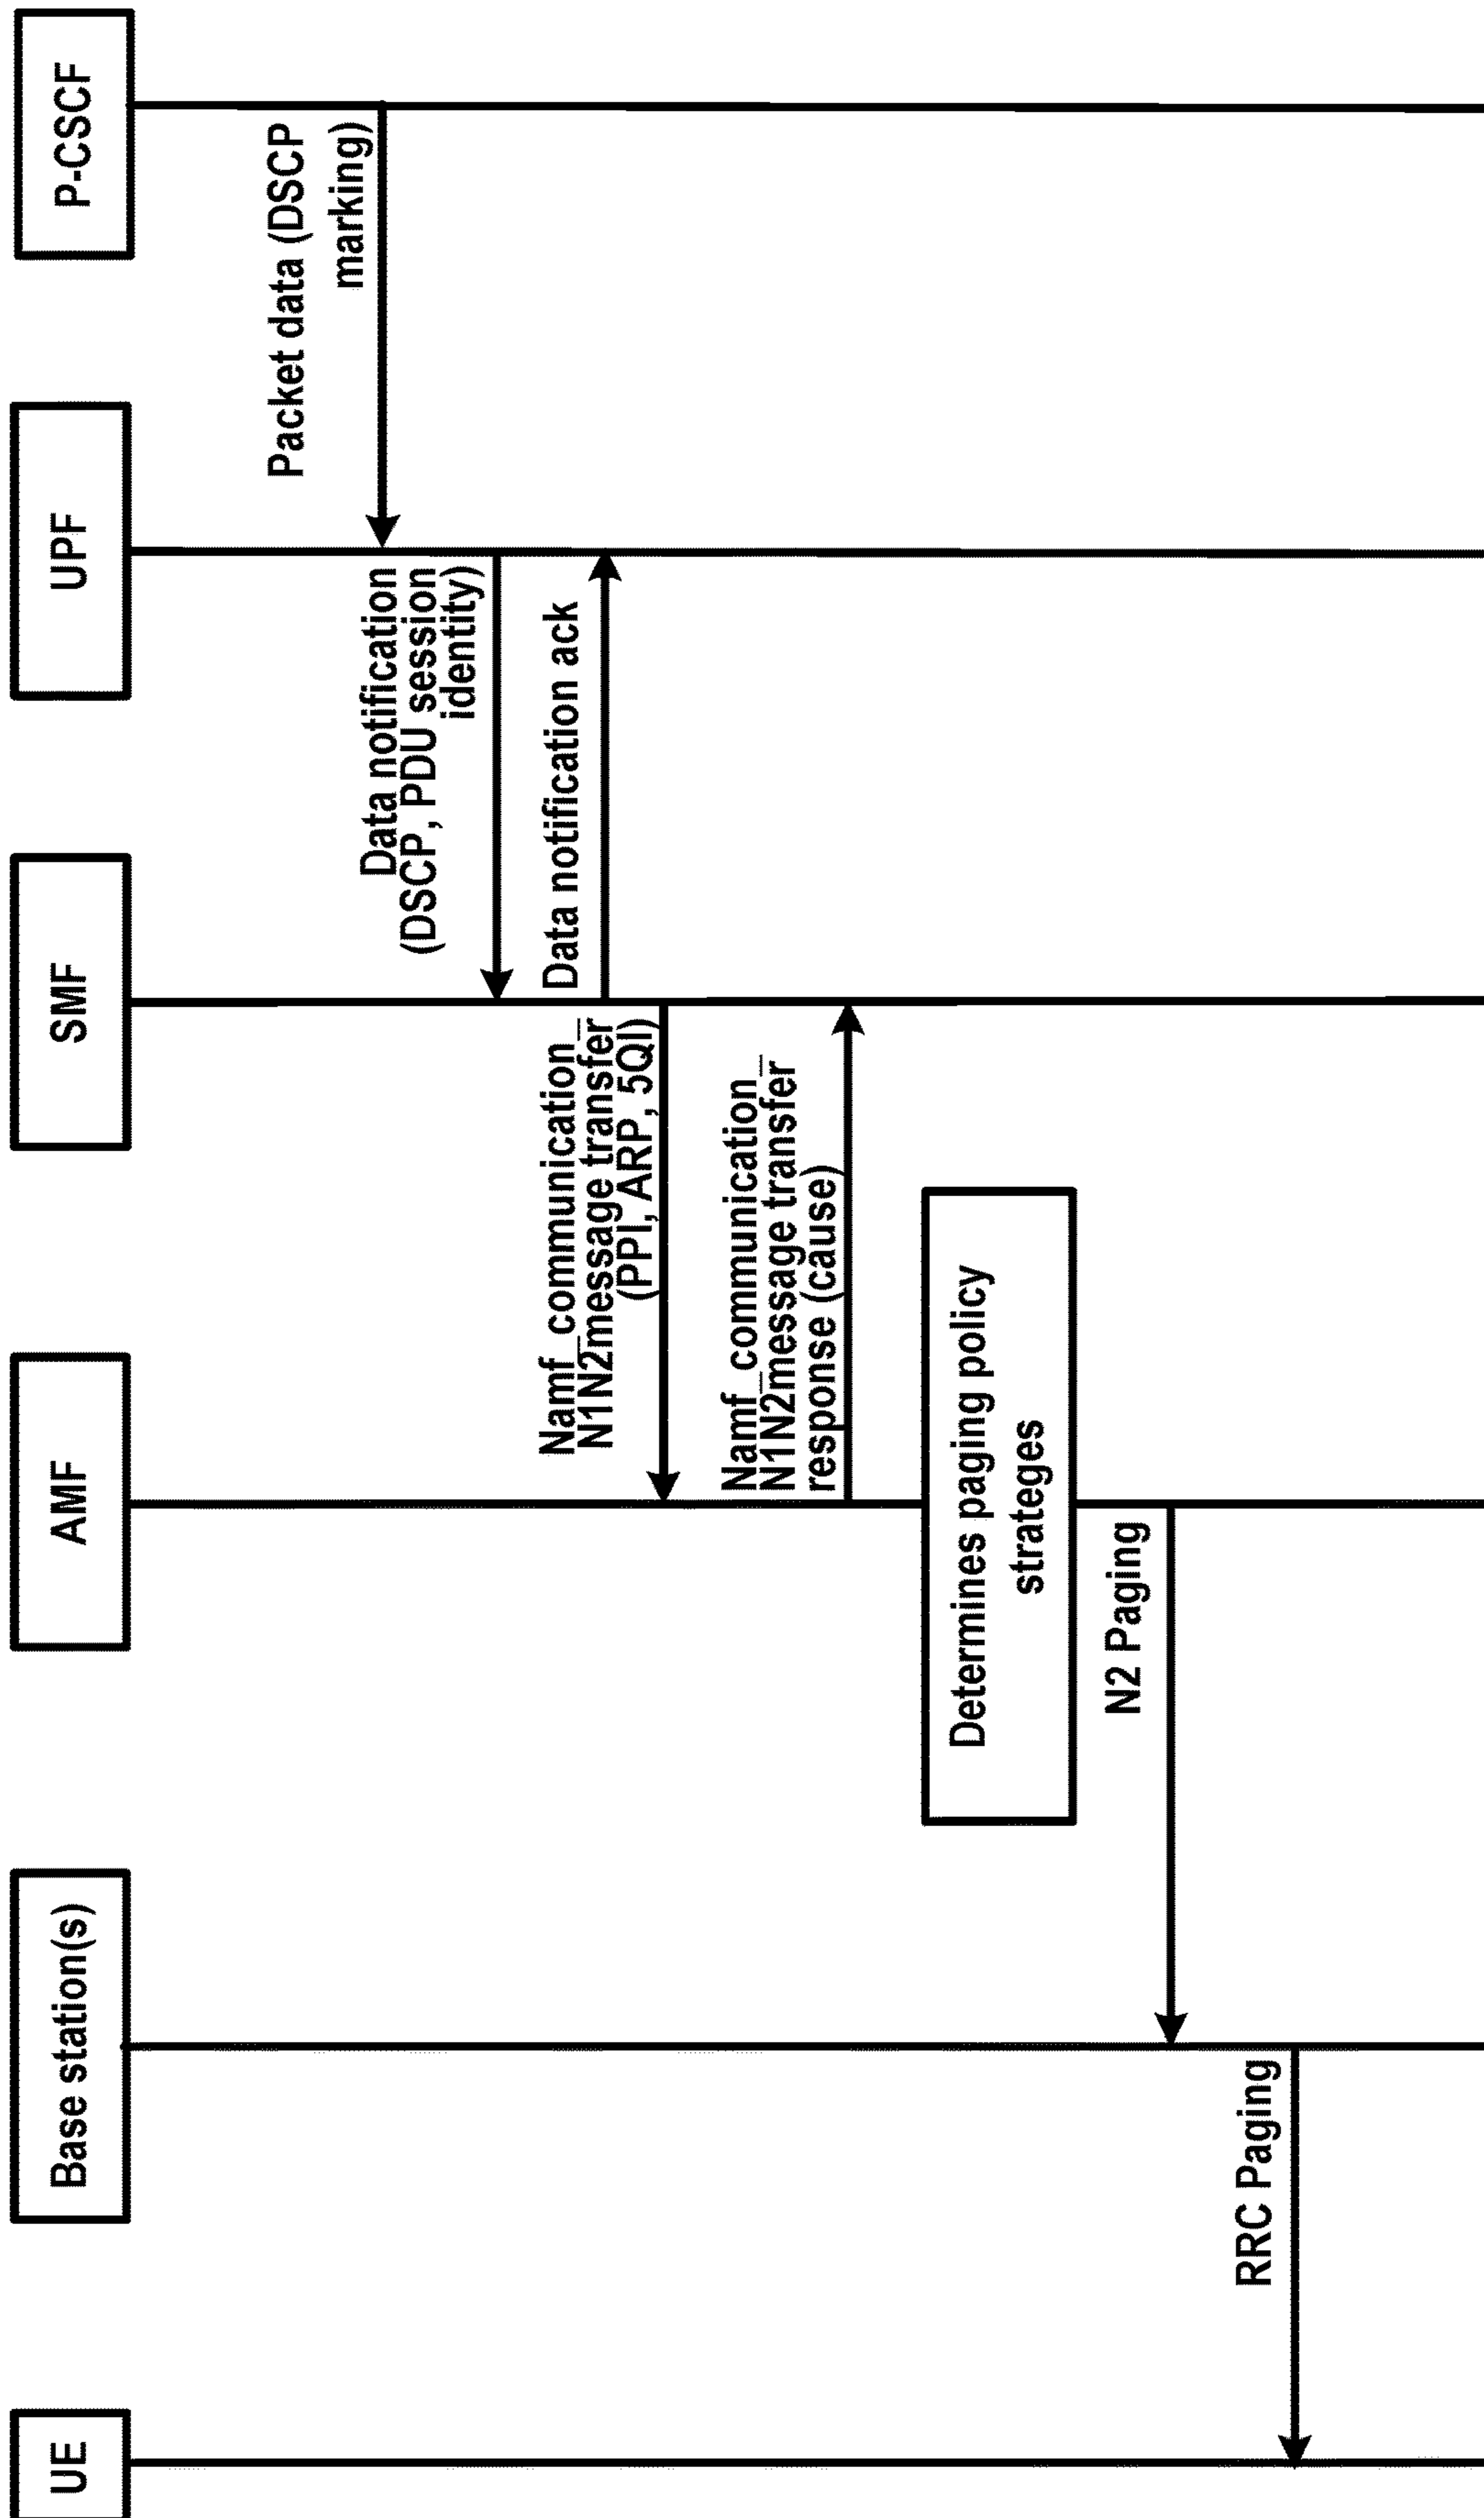 UE
Base station(s)
AMF
SMF
UPF
P-CSCF
Packet data (DSCP
marking)
Data notification
(DSCP, PDU session
identity)
Data notification ack
Namf_communication_
N1N2message transfer
(PPI, ARP, 5QI)
Namf_communication_
N1N2message transfer
response (cause)
Determines paging policy
strateges
N2 Paging
RRC Paging